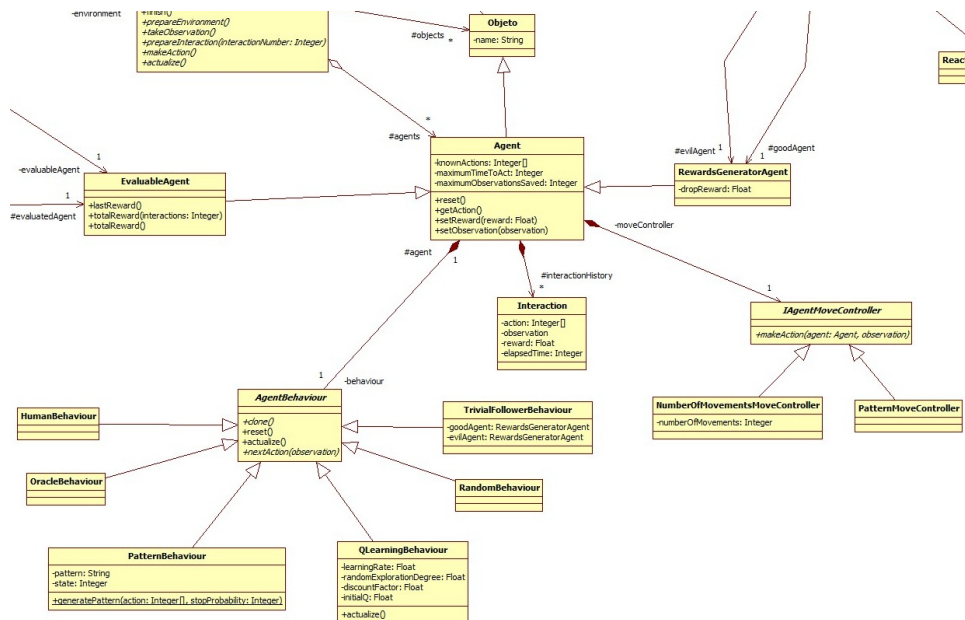 -environment
+finish()
+prepareEnvironment()
+takeObservation()
+prepareInteraction(interactionNumber: Integer)
+makeAction()
+actualize()
#objects
*
Objeto
-name: String
React
*
#agents
Agent
-knownActions: Integer[]
-maximumTimeToAct: Integer
-maximumObservationsSaved: Integer
+reset()
+getAction()
+setReward(reward: Float)
+setObservation(observation)
#evilAgent
1
#goodAgent
1
RewardsGeneratorAgent
-dropReward: Float
1
-evaluableAgent
1
#evaluatedAgent
EvaluableAgent
+lastReward()
+totalReward(interactions: Integer)
+totalReward()
#agent
1
-moveController
1
#interactionHistory
*
Interaction
-action: Integer[]
-observation
-reward: Float
-elapsedTime: Integer
IAgentMoveController
+makeAction(agent: Agent, observation)
1
-behaviour
AgentBehaviour
+clone()
+reset()
+actualize()
+nextAction(observation)
HumanBehaviour
TrivialFollowerBehaviour
-goodAgent: RewardsGeneratorAgent
-evilAgent: RewardsGeneratorAgent
NumberOfMovementsMoveController
-numberOfMovements: Integer
PatternMoveController
OracleBehaviour
RandomBehaviour
PatternBehaviour
-pattern: String
-state: Integer
+generatePattern(action: Integer[], stopProbability: Integer)
QLearningBehaviour
-learningRate: Float
-randomExplorationDegree: Float
-discountFactor: Float
-initialQ: Float
+actualize()